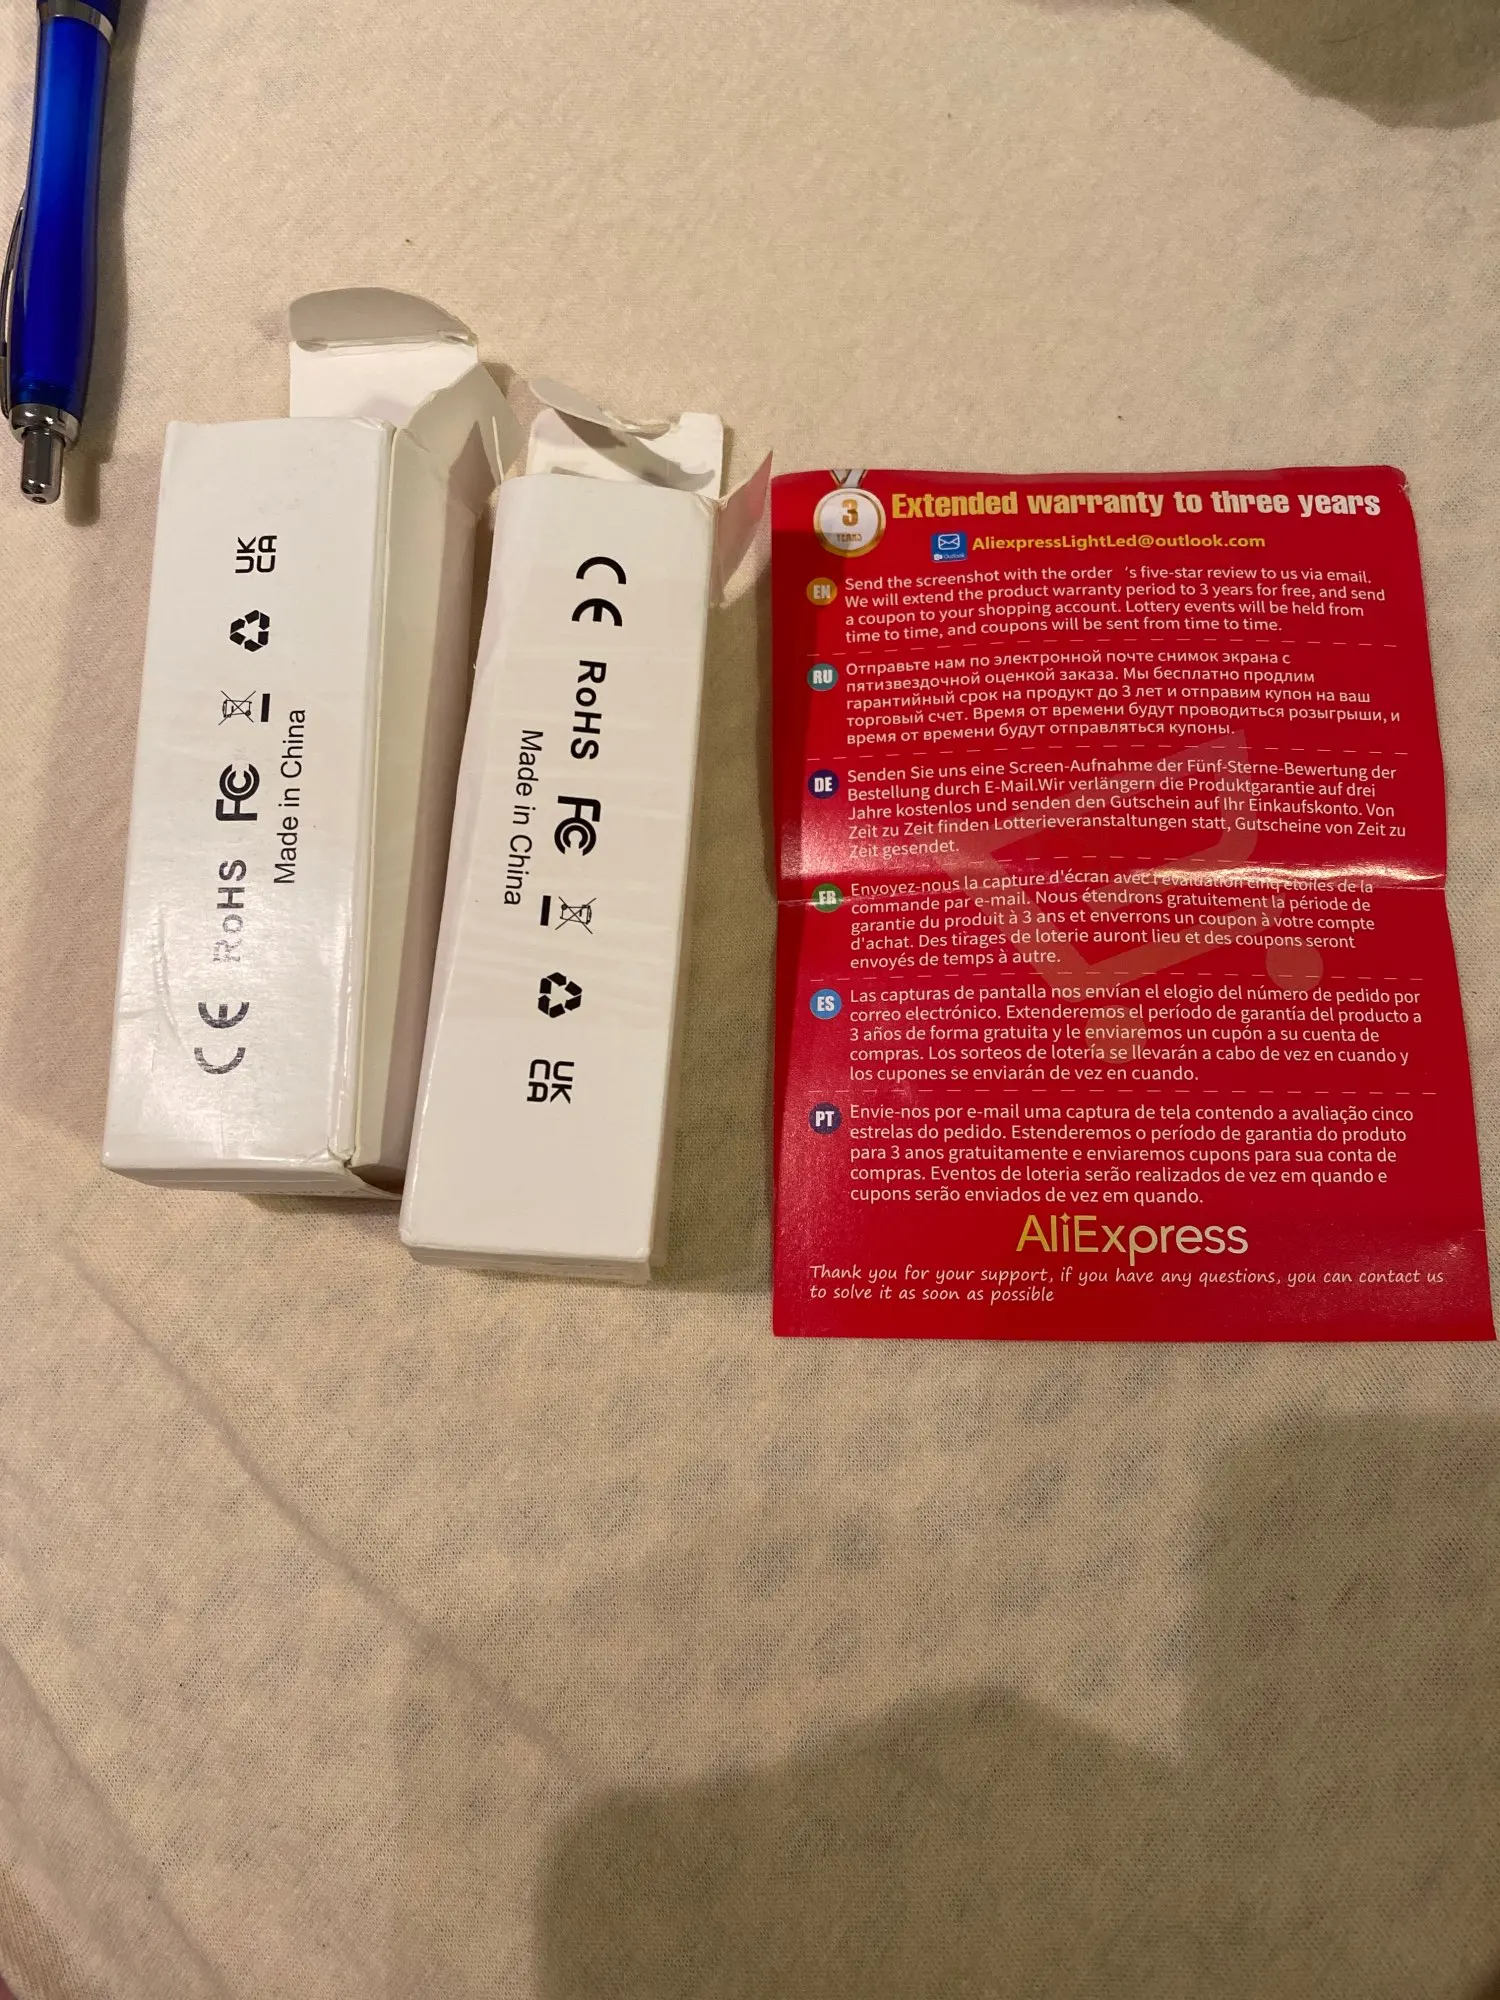 UK
CA
Made in China
FC
RoHS
CE
CE
RoHS
Made in China
FC
UK
CA
3
YEARS
Extended warranty to three years
Outlook
AliexpressLightLed@outlook.com
EN
Send the screenshot with the order 's five-star review to us via email.
We will extend the product warranty period to 3 years for free, and send
a coupon to your shopping account. Lottery events will be held from
time to time, and coupons will be sent from time to time.
RU
Отправьте нам по электронной почте снимок экрана с
пятизвездочной оценкой заказа. Мы бесплатно продлим
гарантийный срок на продукт до 3 лет и отправим купон на ваш
торговый счет. Время от времени будут проводиться розыгрыши, и
время от времени будут отправляться купоны.
DE
Senden Sie uns eine Screen-Aufnahme der Fünf-Sterne-Bewertung der
Bestellung durch E-Mail.Wir verlängern die Produktgarantie auf drei
Jahre kostenlos und senden den Gutschein auf Ihr Einkaufskonto. Von
Zeit zu Zeit finden Lotterieveranstaltungen statt, Gutscheine von Zeit zu
Zeit gesendet.
FR
Envoyez-nous la capture d'écran avec l'évaluation cinq étoiles de la
commande par e-mail. Nous étendrons gratuitement la période de
garantie du produit à 3 ans et enverrons un coupon à votre compte
d'achat. Des tirages de loterie auront lieu et des coupons seront
envoyés de temps à autre.
ES
Las capturas de pantalla nos envían el elogio del número de pedido por
correo electrónico. Extenderemos el período de garantía del producto a
3 años de forma gratuita y le enviaremos un cupón a su cuenta de
compras. Los sorteos de lotería se llevarán a cabo de vez en cuando y
los cupones se enviarán de vez en cuando.
PT
Envie-nos por e-mail uma captura de tela contendo a avaliação cinco
estrelas do pedido. Estenderemos o período de garantia do produto
para 3 anos gratuitamente e enviaremos cupons para sua conta de
compras. Eventos de loteria serão realizados de vez em quando e
cupons serão enviados de vez em quando.
AliExpress
Thank you for your support, if you have any questions, you can contact us
to solve it as soon as possible